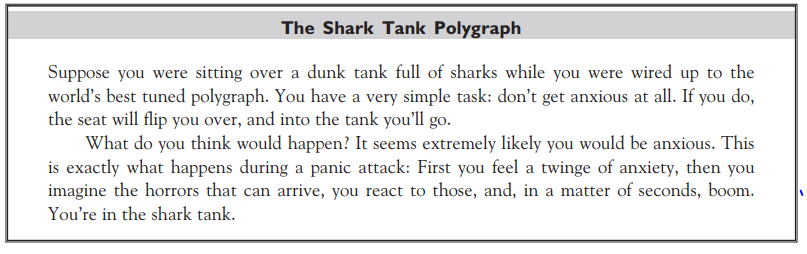 The Shark Tank Polygraph
Suppose you were sitting over a dunk tank full of sharks while you were wired up to the
world’s best tuned polygraph. You have a very simple task: don’t get anxious at all. If you do,
the seat will flip you over, and into the tank you’ll go.
What do you think would happen? It seems extremely likely you would be anxious. This
is exactly what happens during a panic attack: First you feel a twinge of anxiety, then you
imagine the horrors that can arrive, you react to those, and, in a matter of seconds, boom.
You’re in the shark tank.